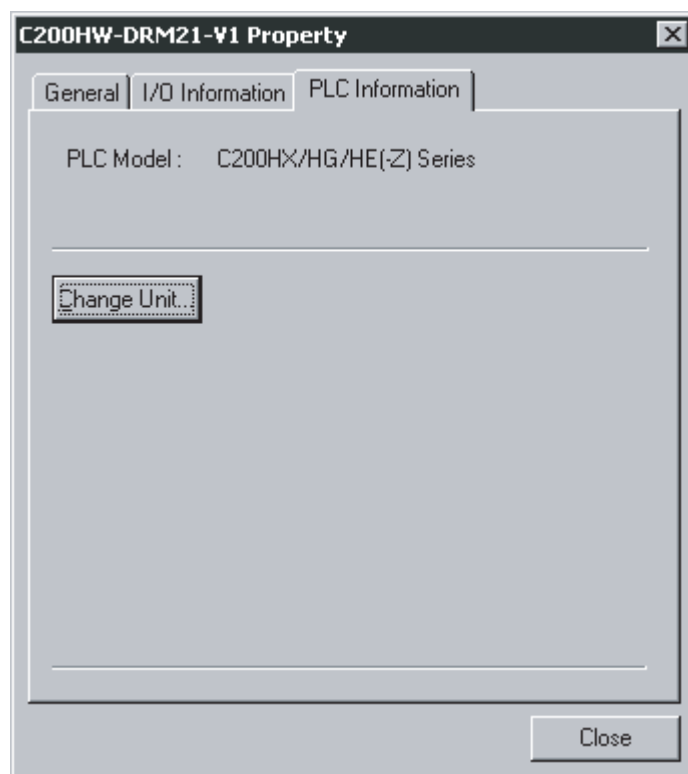 C200HW-DRM21-V1 Property
General I/O Information PLC Information
PLC Model : C200HX/HG/HE(-Z) Series
Change Unit...
Close